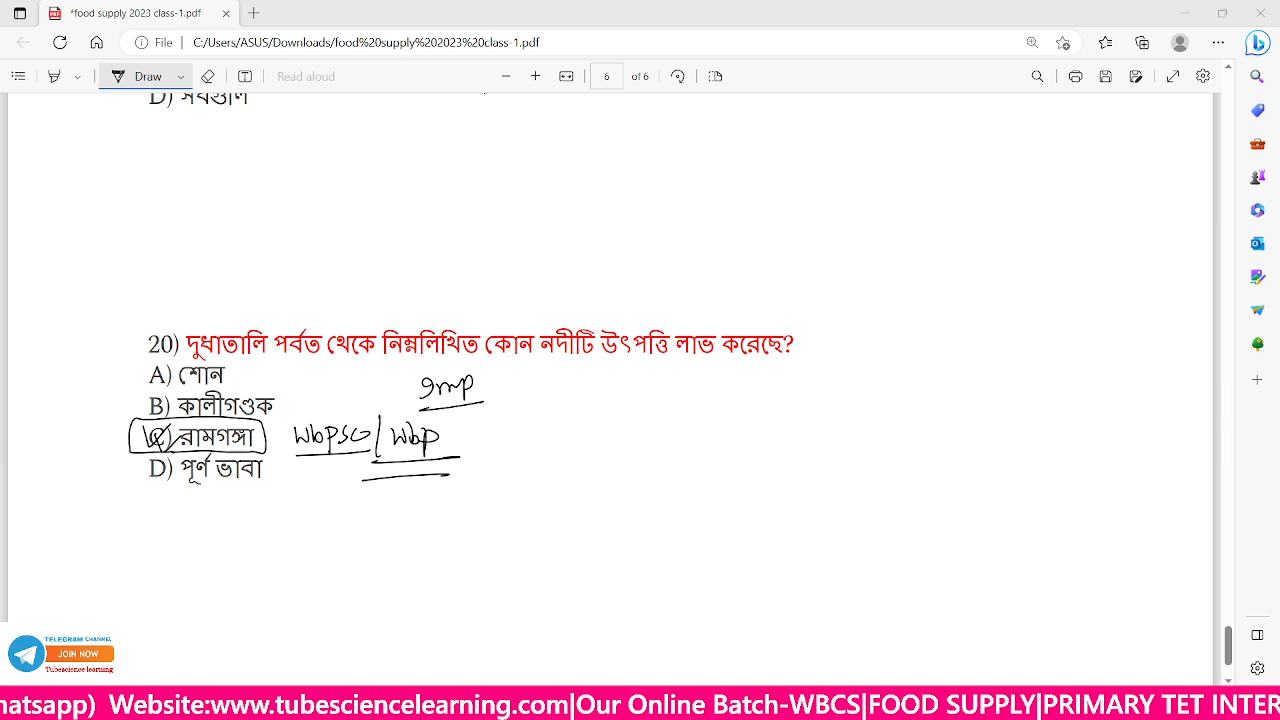 *food supply 2023 class-1.pdf
File
C:/Users/ASUS/Downloads/food%20supply%202023%20class-1.pdf
Draw
Read aloud
6
of 6
D) সবগুলি
20) দুধাতালি পর্বত থেকে নিম্নলিখিত কোন নদীটি উৎপত্তি লাভ করেছে?
A) শোন
imp
B) কালীগণ্ডক
C) রামগঙ্গা
wbpsc | wbp
D) পূর্ণ ভাবা
TELEGRAM CHANNEL
JOIN NOW
Tubescience learning
hatsapp) Website:www.tubesciencelearning.com|Our Online Batch-WBCS|FOOD SUPPLY|PRIMARY TET INTER